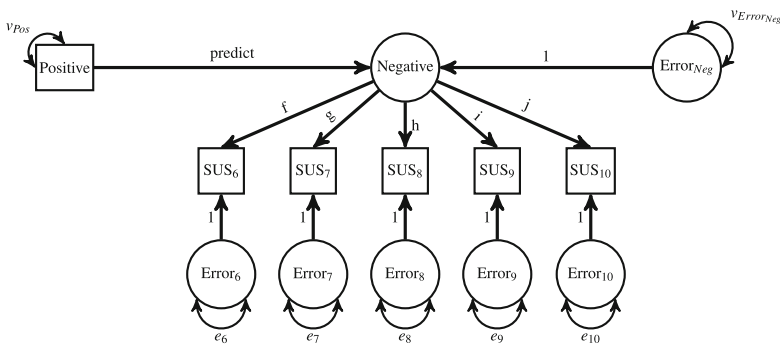 v_Pos
v_Error_Neg
predict
1
Positive
Negative
Error_Neg
f
g
h
i
j
SUS_6
SUS_7
SUS_8
SUS_9
SUS_10
1
1
1
1
1
Error_6
Error_7
Error_8
Error_9
Error_10
e_6
e_7
e_8
e_9
e_10